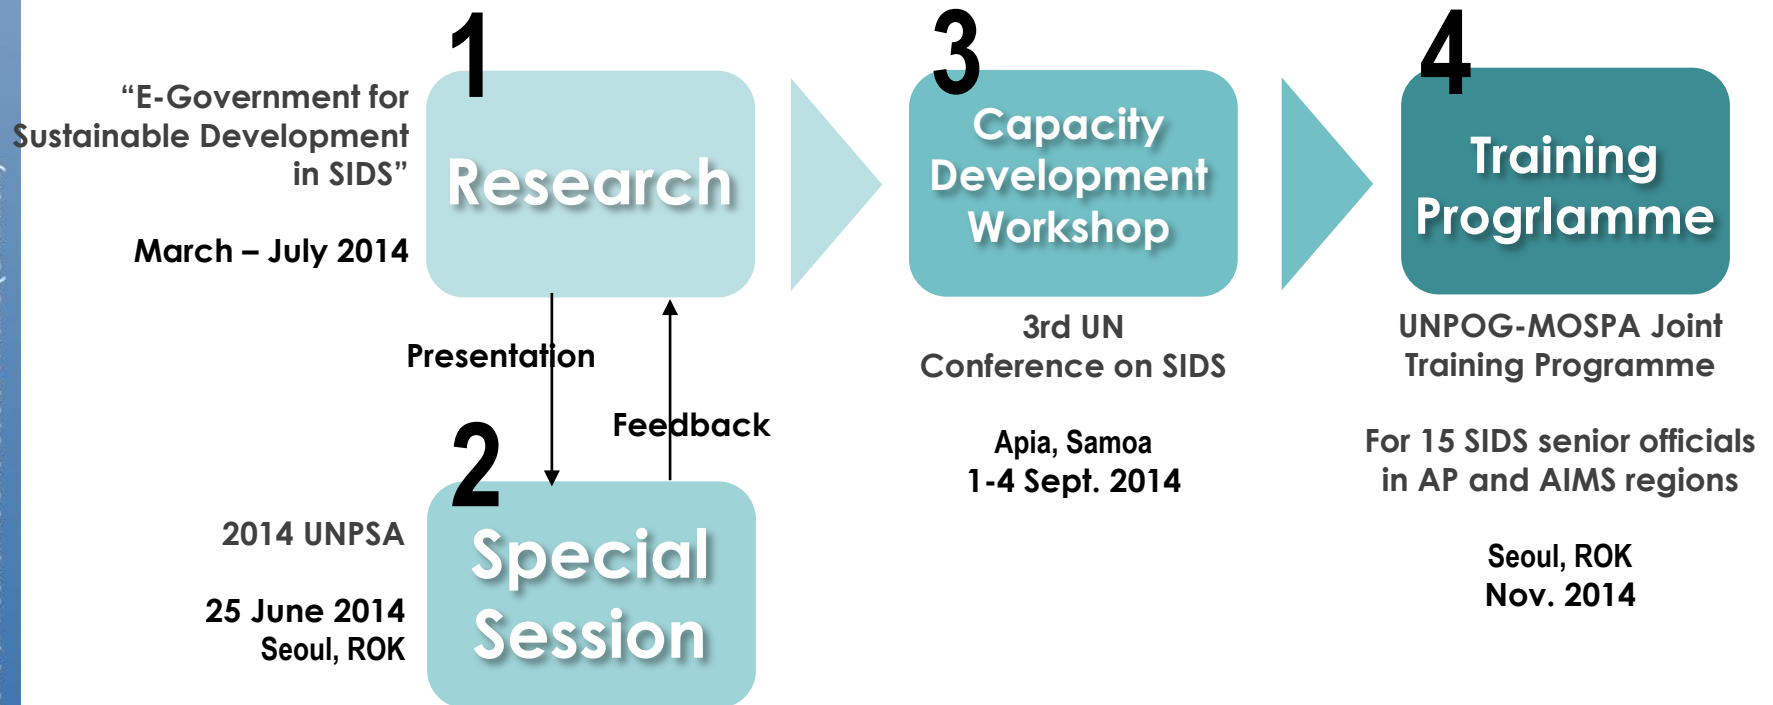 1
“E-Government for
Sustainable Development
in SIDS”
March – July 2014
Research
Presentation
Feedback
2
2014 UNPSA
25 June 2014
Seoul, ROK
Special
Session
3
Capacity
Development
Workshop
3rd UN
Conference on SIDS
Apia, Samoa
1-4 Sept. 2014
4
Training
Progrlamme
UNPOG-MOSPA Joint
Training Programme
For 15 SIDS senior officials
in AP and AIMS regions
Seoul, ROK
Nov. 2014